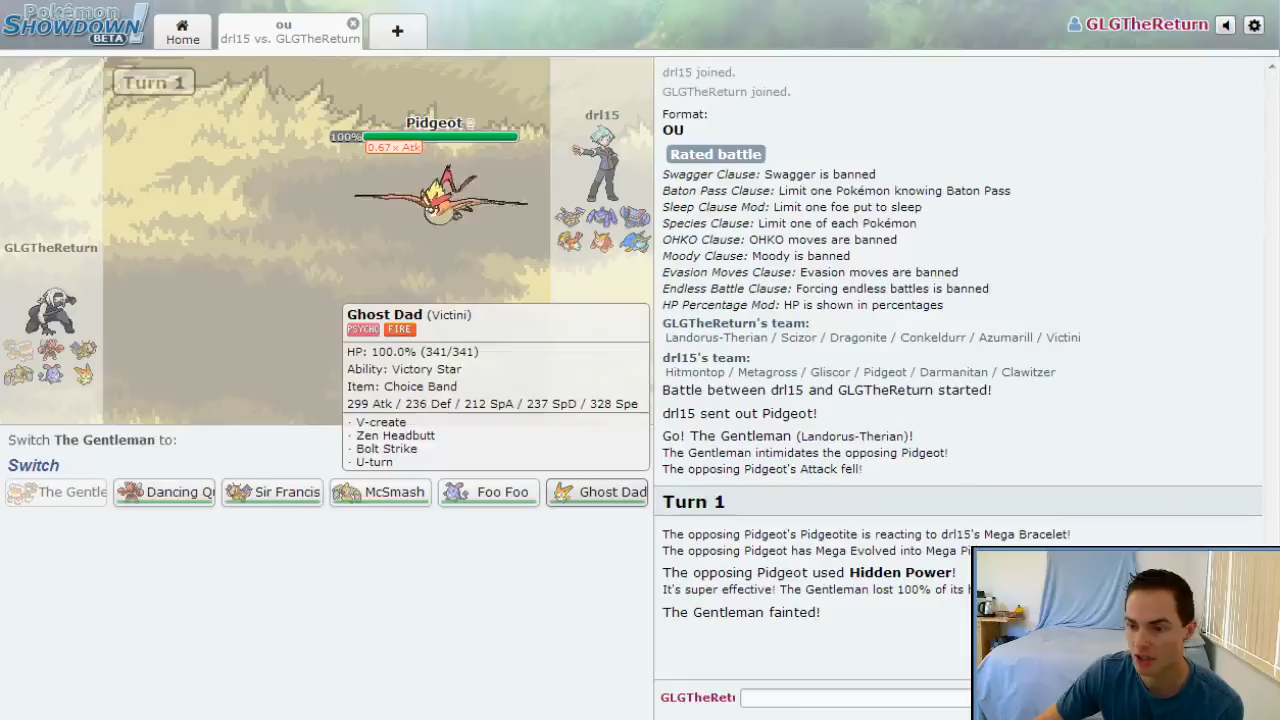 Pokémon
Showdown!
BETA
Home
ou
drl15 vs. GLGTheReturn
+
GLGTheReturn
Turn 1
Pidgeot
100%
0.67x Atk
drl15
GLGTheReturn
Ghost Dad (Victini)
PSYCHC FIRE
HP: 100.0% (341/341)
Ability: Victory Star
Item: Choice Band
299 Atk / 236 Def / 212 SpA / 237 SpD / 328 Spe
· V-create
· Zen Headbutt
· Bolt Strike
· U-turn
Switch The Gentleman to:
Switch
The Gentle
Dancing Q
Sir Francis
McSmash
Foo Foo
Ghost Dad
drl15 joined.
GLGTheReturn joined.
Format:
OU
Rated battle
Swagger Clause: Swagger is banned
Baton Pass Clause: Limit one Pokémon knowing Baton Pass
Sleep Clause Mod: Limit one foe put to sleep
Species Clause: Limit one of each Pokémon
OHKO Clause: OHKO moves are banned
Moody Clause: Moody is banned
Evasion Moves Clause: Evasion moves are banned
Endless Battle Clause: Forcing endless battles is banned
HP Percentage Mod: HP is shown in percentages
GLGTheReturn's team:
Landorus-Therian / Scizor / Dragonite / Conkeldurr / Azumarill / Victini
drl15's team:
Hitmontop / Metagross / Gliscor / Pidgeot / Darmanitan / Clawitzer
Battle between drl15 and GLGTheReturn started!
drl15 sent out Pidgeot!
Go! The Gentleman (Landorus-Therian)!
The Gentleman intimidates the opposing Pidgeot!
The opposing Pidgeot's Attack fell!
Turn 1
The opposing Pidgeot's Pidgeotite is reacting to drl15's Mega Bracelet!
The opposing Pidgeot has Mega Evolved into Mega Pi
The opposing Pidgeot used Hidden Power!
It's super effective! The Gentleman lost 100% of its h
The Gentleman fainted!
GLGTheRetu